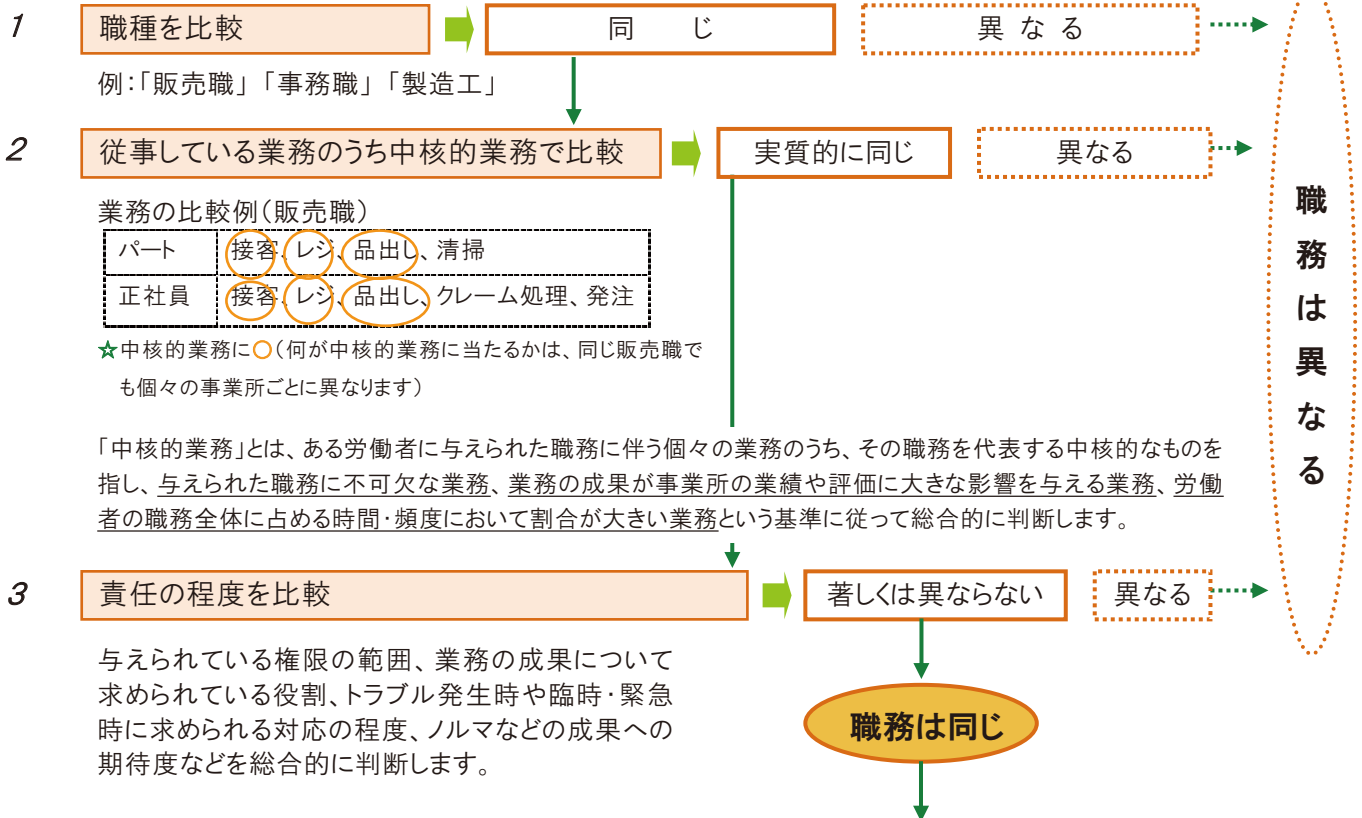 1 職種を比較 同 じ 異 な る
例：「販売職」「事務職」「製造工」
2 従事している業務のうち中核的業務で比較 実質的に同じ 異なる
業務の比較例（販売職）
パート 接客、レジ、品出し、清掃
正社員 接客、レジ、品出し、クレーム処理、発注
☆中核的業務に○（何が中核的業務に当たるかは、同じ販売職で
も個々の事業所ごとに異なります）
「中核的業務」とは、ある労働者に与えられた職務に伴う個々の業務のうち、その職務を代表する中核的なものを
指し、与えられた職務に不可欠な業務、業務の成果が事業所の業績や評価に大きな影響を与える業務、労働
者の職務全体に占める時間・頻度において割合が大きい業務という基準に従って総合的に判断します。
3 責任の程度を比較 著しくは異ならない 異なる
与えられている権限の範囲、業務の成果について
求められている役割、トラブル発生時や臨時・緊急
時に求められる対応の程度、ノルマなどの成果への
期待度などを総合的に判断します。
職務は同じ
職務は異なる